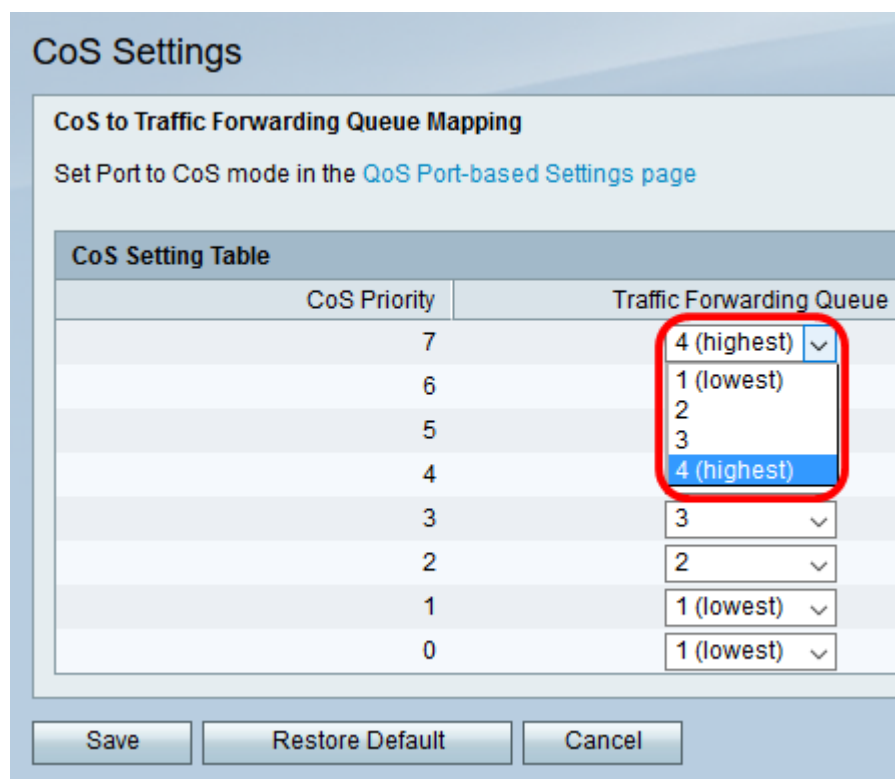 CoS Settings
CoS to Traffic Forwarding Queue Mapping
Set Port to CoS mode in the QoS Port-based Settings page
CoS Setting Table
CoS Priority Traffic Forwarding Queue
7 4 (highest)
6 1 (lowest)
2
5 3
4 4 (highest)
3 3
2 2
1 1 (lowest)
0 1 (lowest)
Save Restore Default Cancel